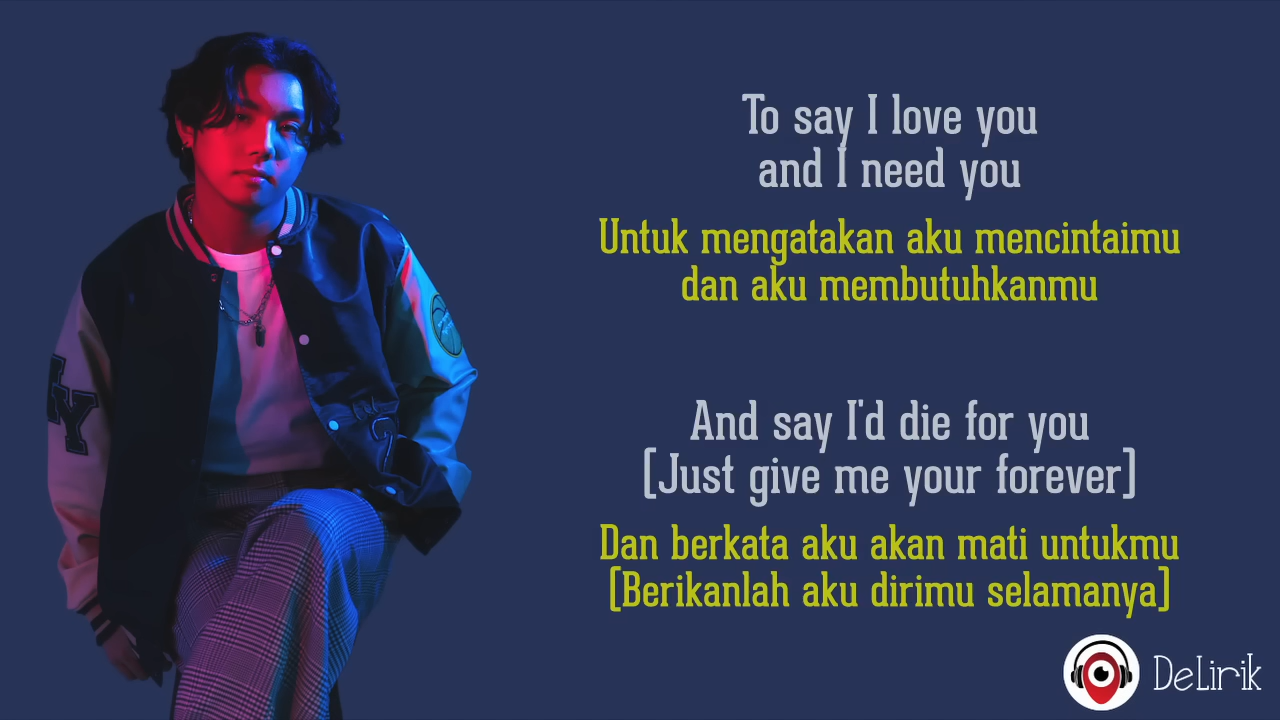 To say I love you
and I need you
Untuk mengatakan aku mencintaimu
dan aku membutuhkanmu
And say I'd die for you
[Just give me your forever]
Dan berkata aku akan mati untukmu
[Berikanlah aku dirimu selamanya]
DeLirik